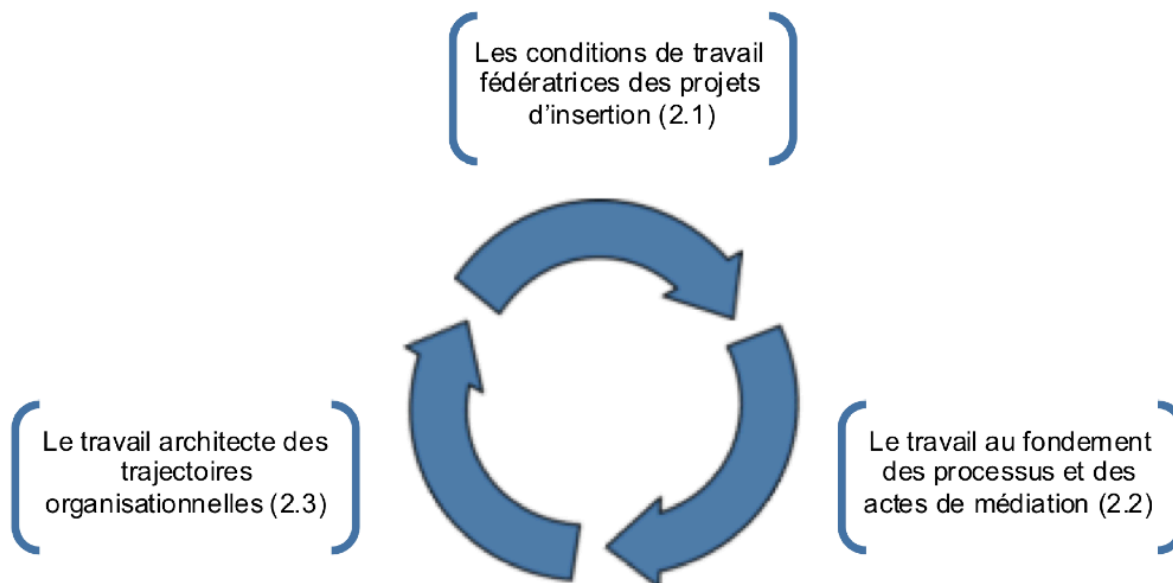 Les conditions de travail
fédératrices des projets
d'insertion (2.1)
Le travail architecte des
trajectoires
organisationnelles (2.3)
Le travail au fondement
des processus et des
actes de médiation (2.2)